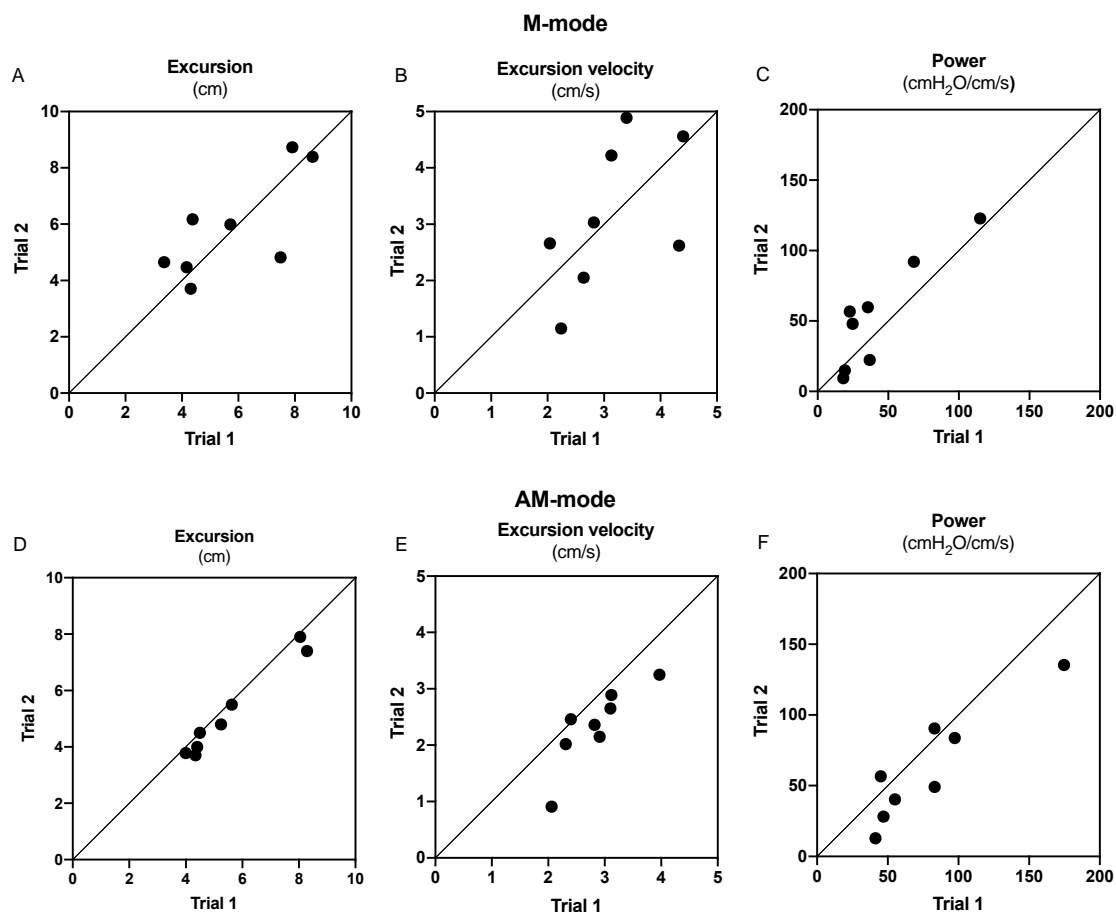 M-mode
A
Excursion
(cm)
10
8
6
4
2
0
Trial 2
0 2 4 6 8 10
Trial 1
B
Excursion velocity
(cm/s)
5
4
3
2
1
0
Trial 2
0 1 2 3 4 5
Trial 1
C
Power
(cmH₂O/cm/s)
200
150
100
50
0
Trial 2
0 50 100 150 200
Trial 1
AM-mode
D
Excursion
(cm)
10
8
6
4
2
0
Trial 2
0 2 4 6 8 10
Trial 1
E
Excursion velocity
(cm/s)
5
4
3
2
1
0
Trial 2
0 1 2 3 4 5
Trial 1
F
Power
(cmH₂O/cm/s)
200
150
100
50
0
Trial 2
0 50 100 150 200
Trial 1